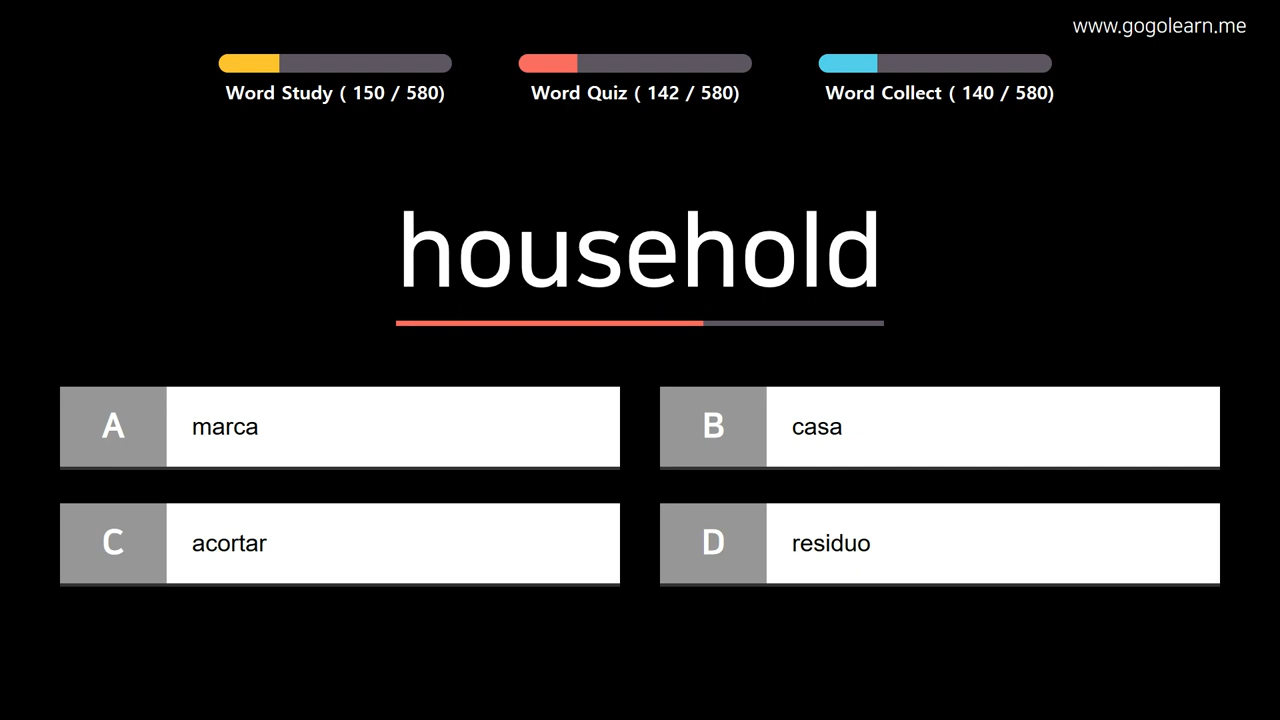 www.gogolearn.me
Word Study ( 150 / 580)
Word Quiz ( 142 / 580)
Word Collect ( 140 / 580)
household
A marca
B casa
C acortar
D residuo